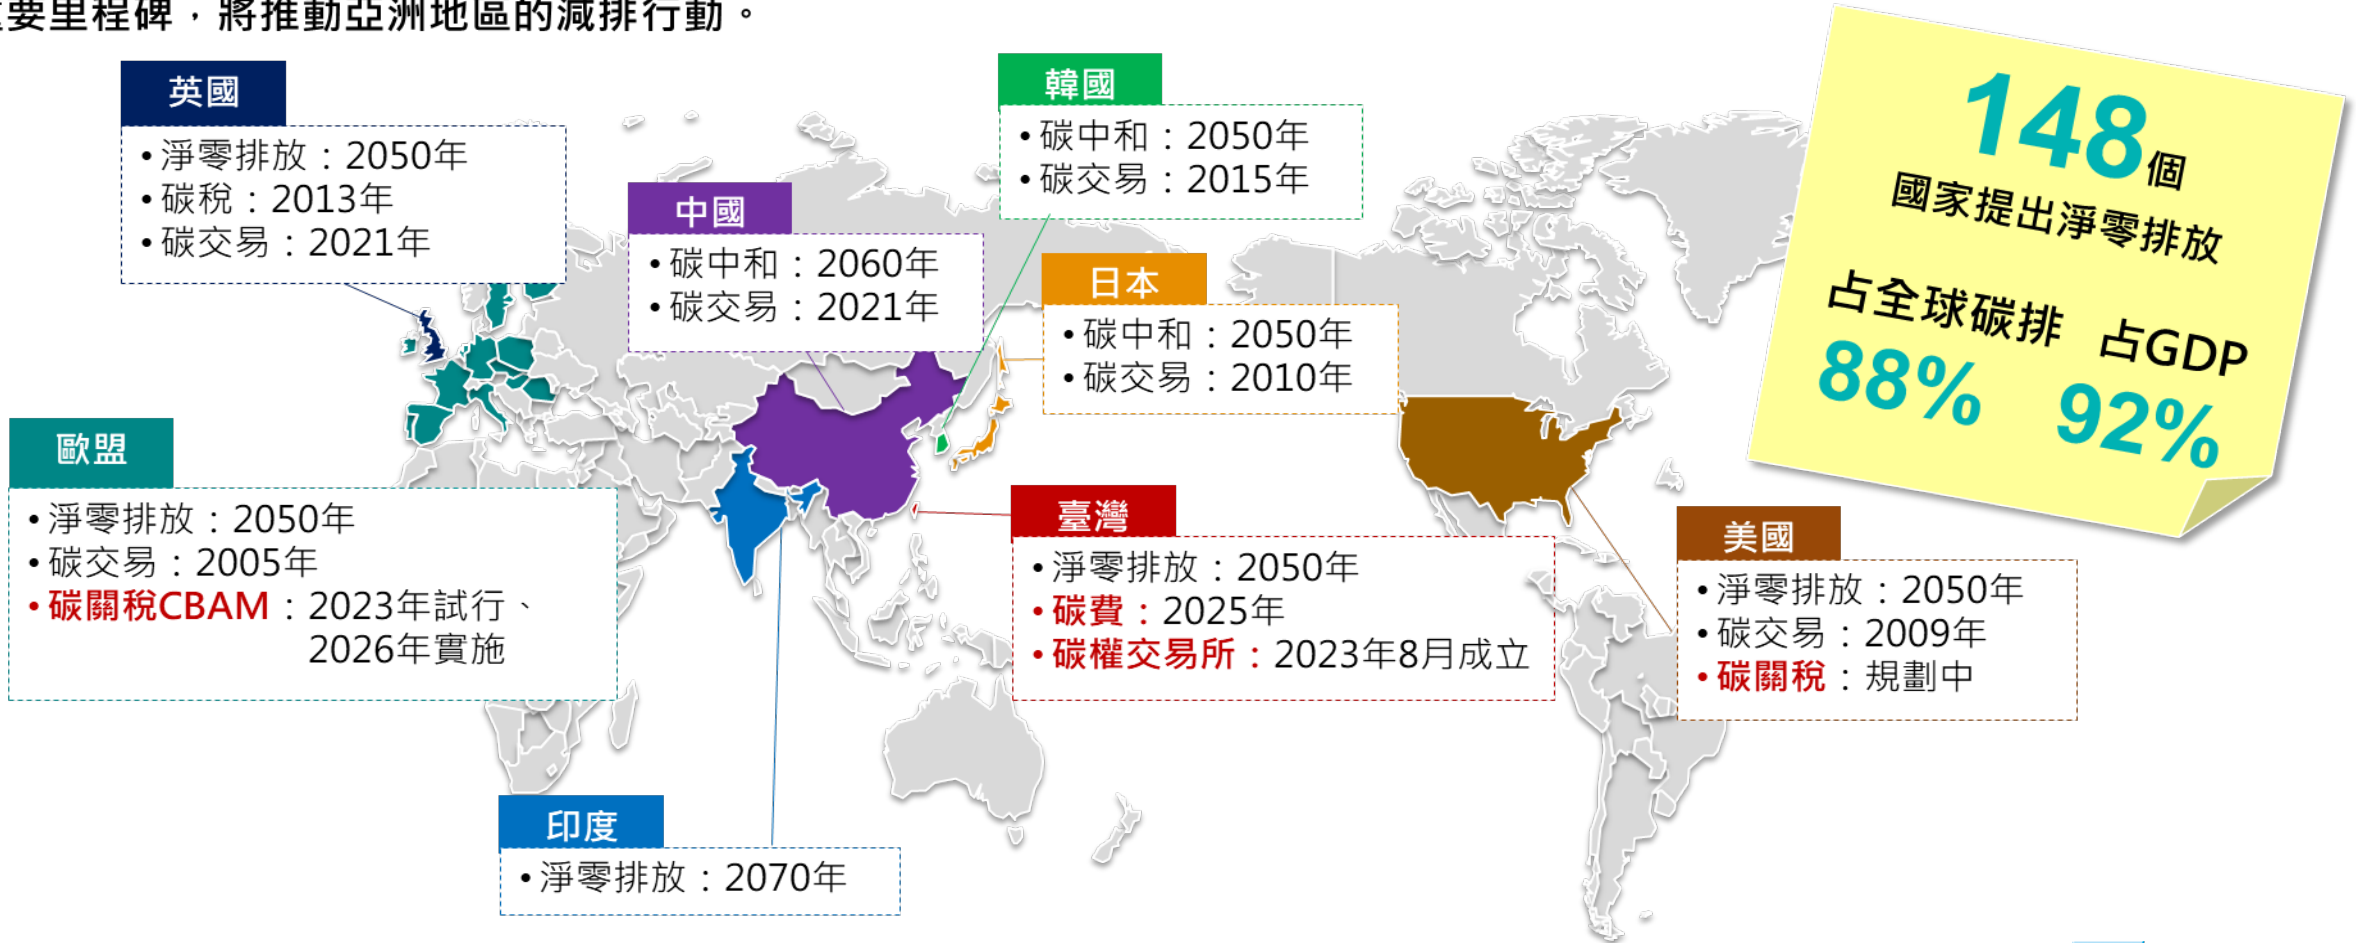 要里程碑，將推動亞洲地區的減排行動。
英國
•淨零排放：2050年
•碳稅：2013年
•碳交易：2021年
韓國
•碳中和：2050年
•碳交易：2015年
中國
•碳中和：2060年
•碳交易：2021年
日本
•碳中和：2050年
•碳交易：2010年
148個
國家提出淨零排放
占全球碳排 占GDP
88% 92%
歐盟
•淨零排放：2050年
•碳交易：2005年
•碳關稅CBAM：2023年試行、
2026年實施
臺灣
•淨零排放：2050年
•碳費：2025年
•碳權交易所：2023年8月成立
美國
•淨零排放：2050年
•碳交易：2009年
•碳關稅：規劃中
印度
•淨零排放：2070年